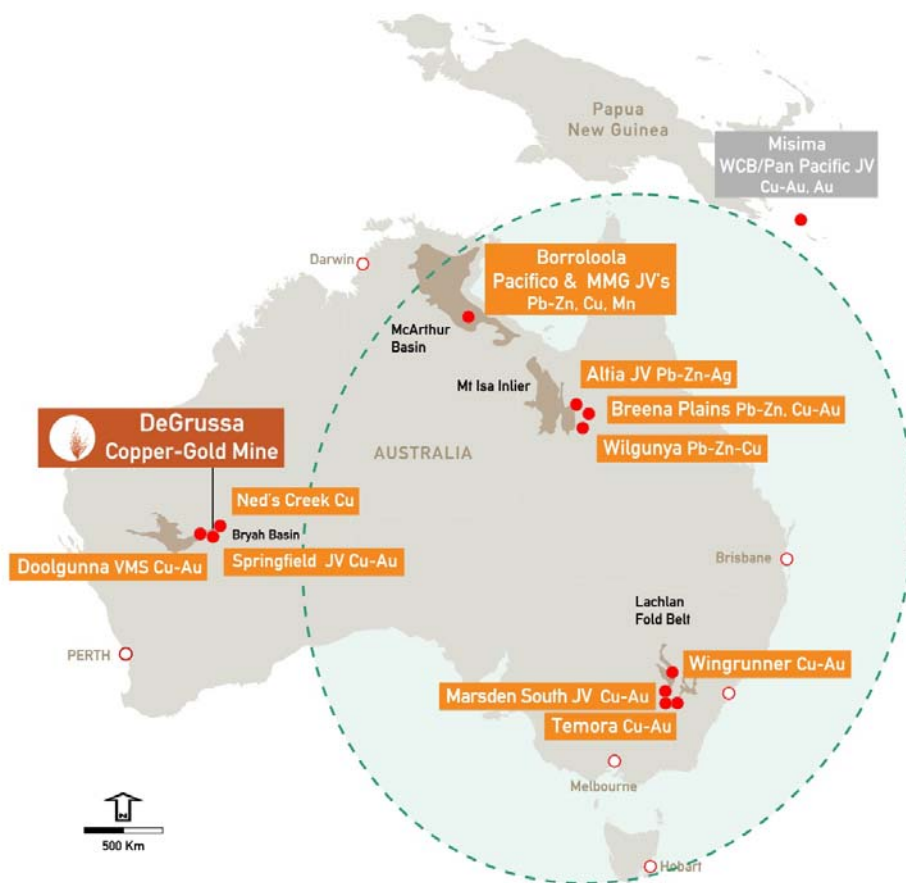 Papua
New Guinea
Misima
WCB/Pan Pacific JV
Cu-Au, Au
Darwin
Borroloola
Pacifico & MMG JV's
Pb-Zn, Cu, Mn
McArthur
Basin
Mt Isa Inlier
Altia JV Pb-Zn-Ag
Breena Plains Pb-Zn, Cu-Au
Wilgunya Pb-Zn-Cu
DeGrussa
Copper-Gold Mine
AUSTRALIA
Ned's Creek Cu
Bryah Basin
Doolgunna VMS Cu-Au
Springfield JV Cu-Au
Brisbane
Lachlan
Fold Belt
PERTH
Wingrunner Cu-Au
Marsden South JV Cu-Au
Temora Cu-Au
Melbourne
500 Km
Hobart